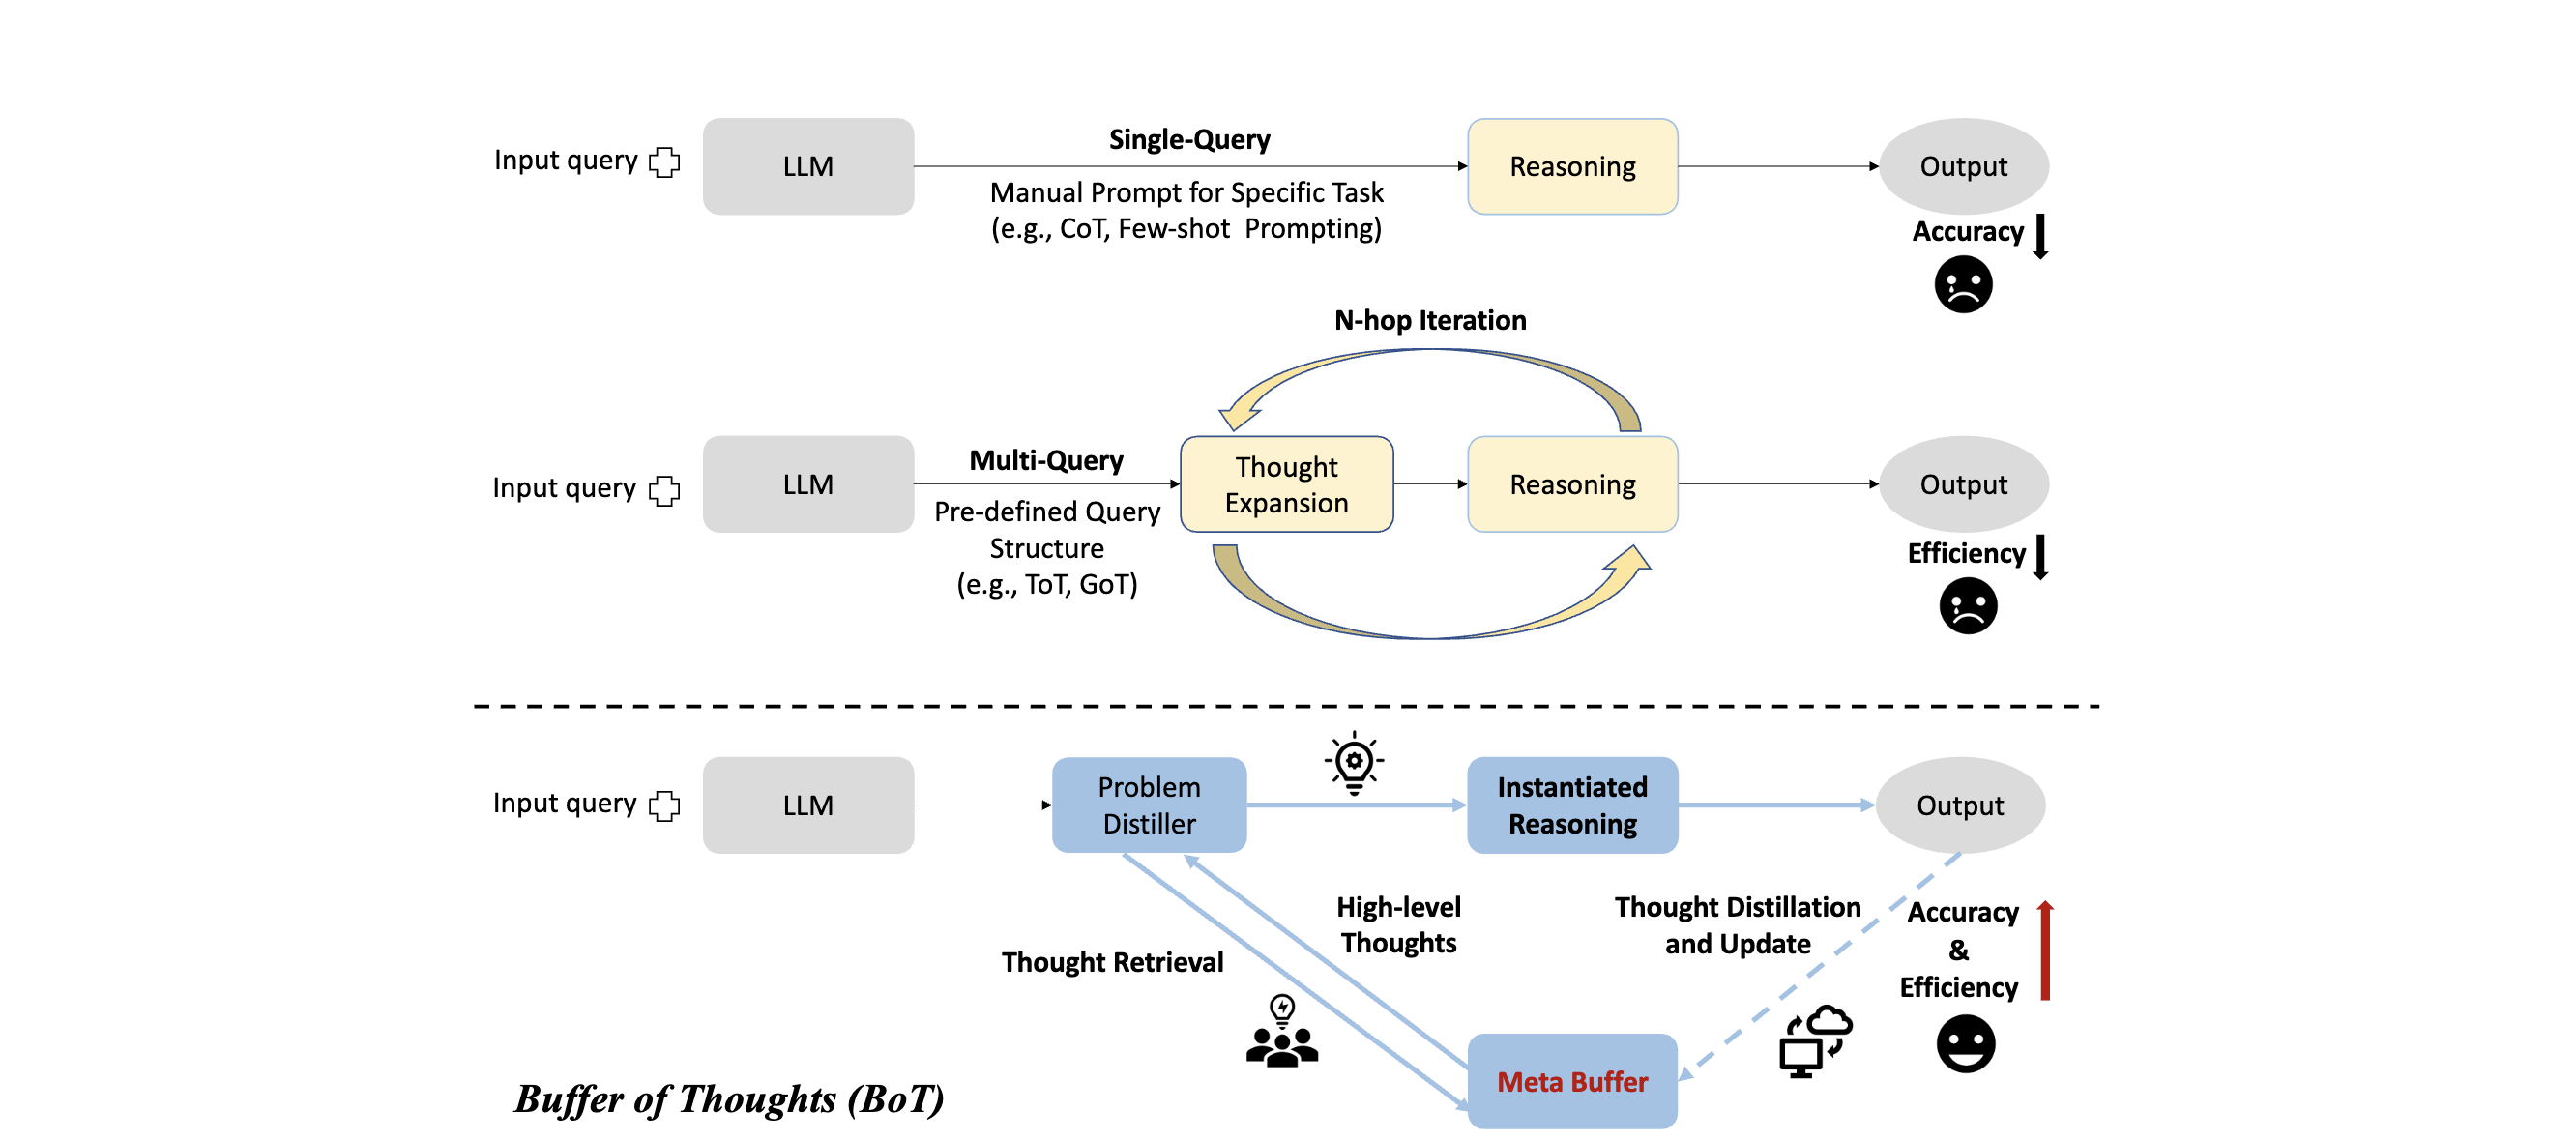 Input query
LLM
Single-Query
Manual Prompt for Specific Task
(e.g., CoT, Few-shot Prompting)
Reasoning
Output
Accuracy
N-hop Iteration
Input query
LLM
Multi-Query
Pre-defined Query
Structure
(e.g., ToT, GoT)
Thought
Expansion
Reasoning
Output
Efficiency
Input query
LLM
Problem
Distiller
Instantiated
Reasoning
Output
Thought Retrieval
High-level
Thoughts
Thought Distillation
and Update
Accuracy
&
Efficiency
Meta Buffer
Buffer of Thoughts (BoT)